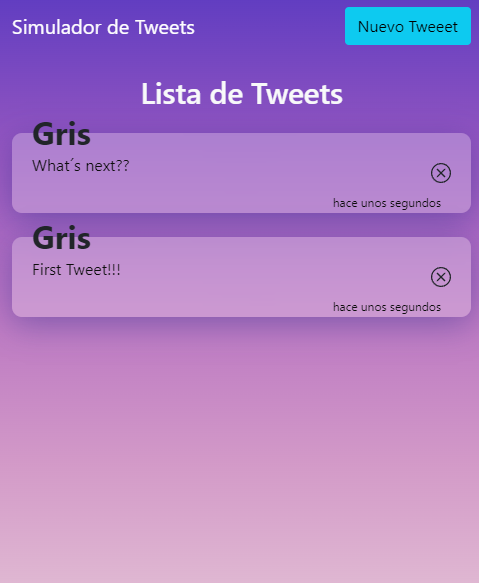 Simulador de Tweets
Nuevo Tweeet
Lista de Tweets
Gris
What´s next??
hace unos segundos
Gris
First Tweet!!!
hace unos segundos